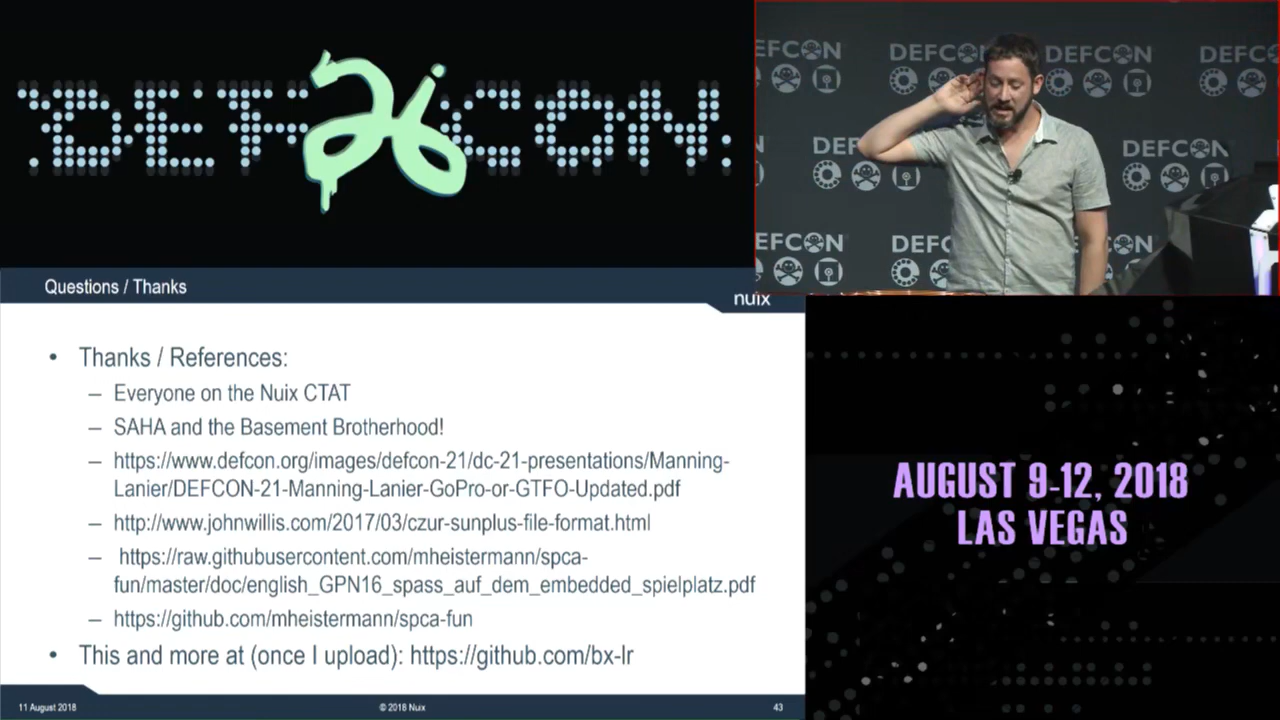 DEF 26 CON
DEFCON DEFCON DEFCON
DEFCON DEFCON
DEFCON
Questions / Thanks
nuix
• Thanks / References:
– Everyone on the Nuix CTAT
– SAHA and the Basement Brotherhood!
– https://www.defcon.org/images/defcon-21/dc-21-presentations/Manning-
Lanier/DEFCON-21-Manning-Lanier-GoPro-or-GTFO-Updated.pdf
– http://www.johnwillis.com/2017/03/czur-sunplus-file-format.html
– https://raw.githubusercontent.com/mheistermann/spca-
fun/master/doc/english_GPN16_spass_auf_dem_embedded_spielplatz.pdf
– https://github.com/mheistermann/spca-fun
• This and more at (once I upload): https://github.com/bx-lr
11 August 2018
© 2018 Nuix
43
AUGUST 9-12, 2018
LAS VEGAS